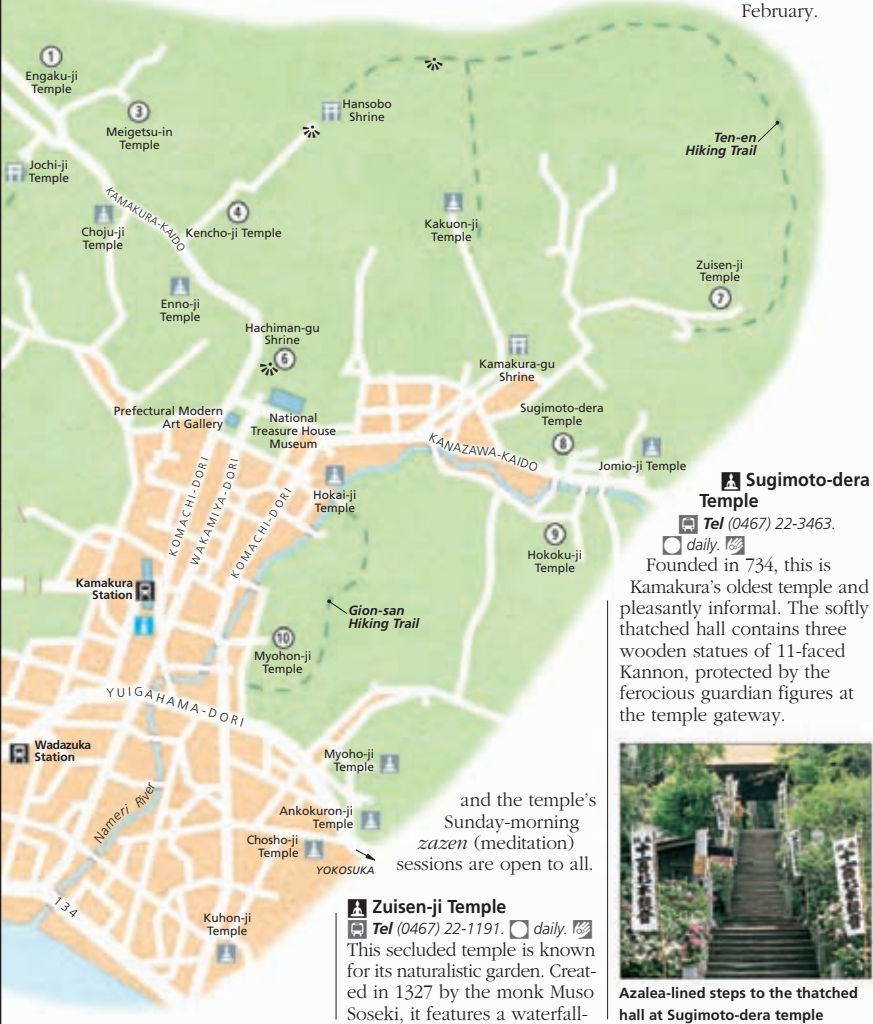 February.
1
Engaku-ji
Temple
3
Meigetsu-in
Temple
Hansobo
Shrine
Ten-en
Hiking Trail
Jochi-ji
Temple
KAMAKURA-KAIDO
Choju-ji
Temple
4
Kencho-ji Temple
Kakuon-ji
Temple
Zuisen-ji
Temple
7
Enno-ji
Temple
Hachiman-gu
Shrine
6
Kamakura-gu
Shrine
Prefectural Modern
Art Gallery
National
Treasure House
Museum
Sugimoto-dera
Temple
8
KANAZAWA-KAIDO
Jomio-ji Temple
KOMACHI-DORI
WAKAMIYA-DORI
KOMACHI-DORI
Hokai-ji
Temple
9
Hokoku-ji
Temple
Kamakura
Station
i
Gion-san
Hiking Trail
10
Myohon-ji
Temple
YUIGAHAMA-DORI
Wadazuka
Station
Nameri River
Myoho-ji
Temple
Ankokuron-ji
Temple
Chosho-ji
Temple
YOKOSUKA
134
Kuhon-ji
Temple
and the temple's
Sunday-morning
zazen (meditation)
sessions are open to all.
Zuisen-ji Temple
Tel (0467) 22-1191. daily.
This secluded temple is known
for its naturalistic garden. Creat-
ed in 1327 by the monk Muso
Soseki, it features a waterfall-
Sugimoto-dera
Temple
Tel (0467) 22-3463.
daily.
Founded in 734, this is
Kamakura's oldest temple and
pleasantly informal. The softly
thatched hall contains three
wooden statues of 11-faced
Kannon, protected by the
ferocious guardian figures at
the temple gateway.
Azalea-lined steps to the thatched
hall at Sugimoto-dera temple